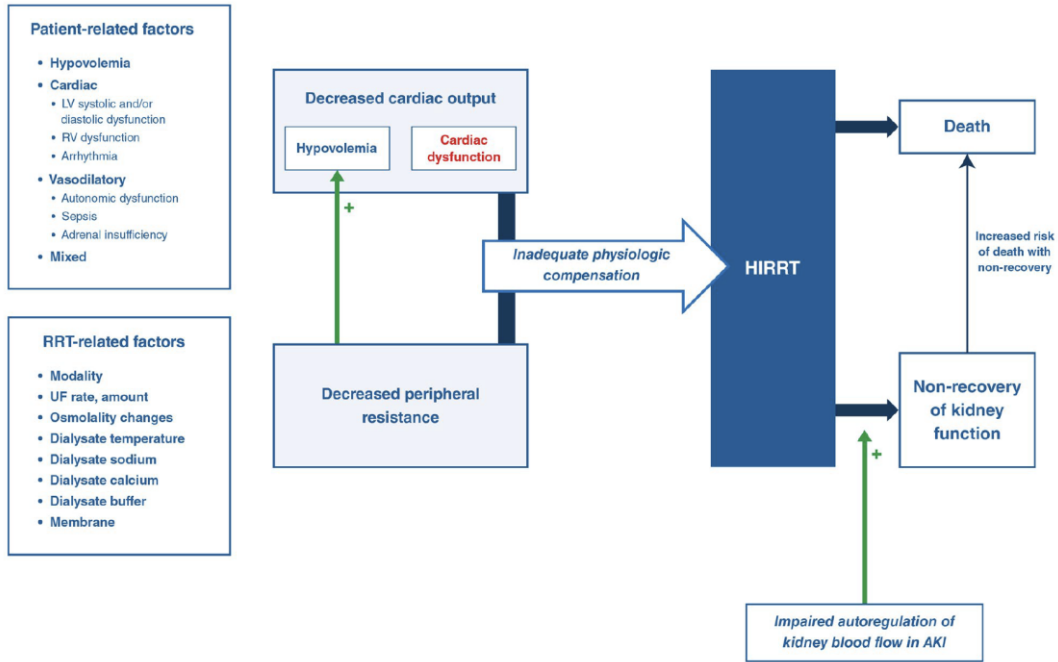 Patient-related factors
• Hypovolemia
• Cardiac
• LV systolic and/or
diastolic dysfunction
• RV dysfunction
• Arrhythmia
• Vasodilatory
• Autonomic dysfunction
• Sepsis
• Adrenal insufficiency
• Mixed
RRT-related factors
• Modality
• UF rate, amount
• Osmolality changes
• Dialysate temperature
• Dialysate sodium
• Dialysate calcium
• Dialysate buffer
• Membrane
Decreased cardiac output
Hypovolemia
Cardiac
dysfunction
+
Inadequate physiologic
compensation
Decreased peripheral
resistance
HIRRT
Death
Increased risk
of death with
non-recovery
Non-recovery
of kidney
function
+
Impaired autoregulation of
kidney blood flow in AKI